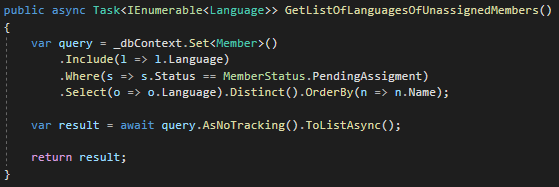 public async Task<IEnumerable<Language>> GetListOfLanguagesOfUnassignedMembers()
{
    var query = _dbContext.Set<Member>()
        .Include(l => l.Language)
        .Where(s => s.Status == MemberStatus.PendingAssigment)
        .Select(o => o.Language).Distinct().OrderBy(n => n.Name);

    var result = await query.AsNoTracking().ToListAsync();

    return result;
}